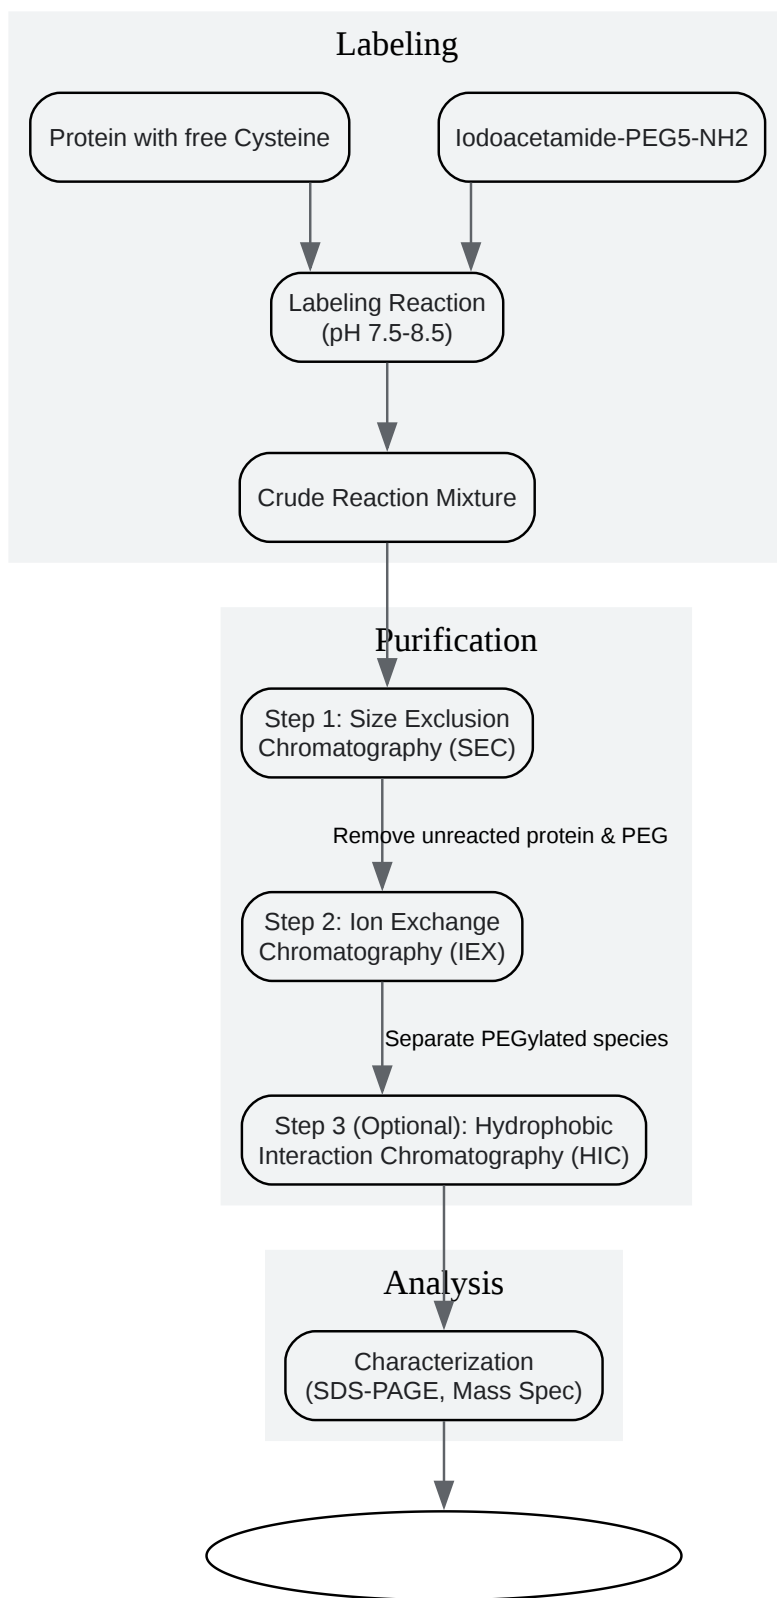 Labeling
Protein with free Cysteine
Iodoacetamide-PEG5-NH2
Labeling Reaction
(pH 7.5-8.5)
Crude Reaction Mixture
Purification
Step 1: Size Exclusion
Chromatography (SEC)
Remove unreacted protein & PEG
Step 2: Ion Exchange
Chromatography (IEX)
Separate PEGylated species
Step 3 (Optional): Hydrophobic
Interaction Chromatography (HIC)
Analysis
Characterization
(SDS-PAGE, Mass Spec)